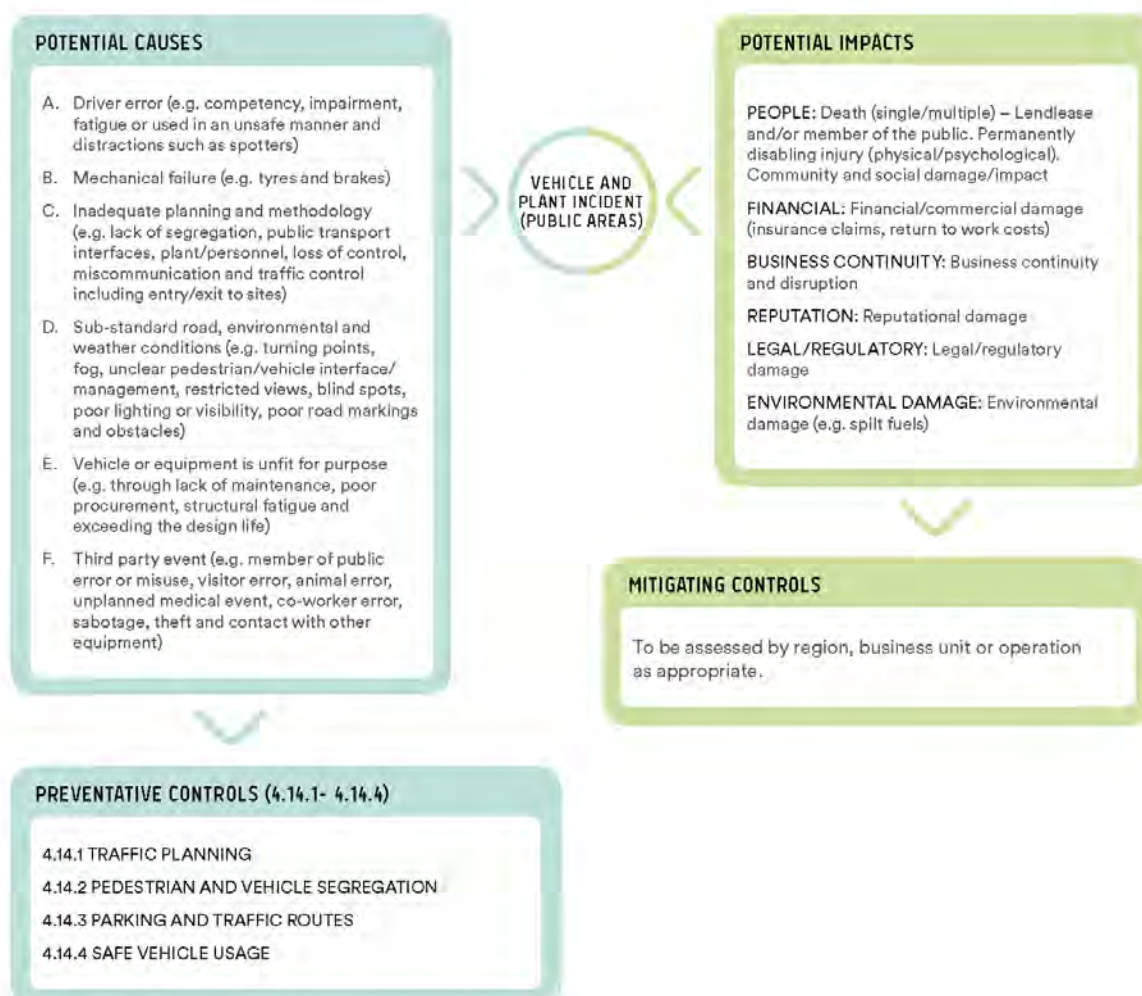 POTENTIAL CAUSES
A. Driver error (e.g. competency, impairment,
fatigue or used in an unsafe manner and
distractions such as spotters)
B. Mechanical failure (e.g. tyres and brakes)
C. Inadequate planning and methodology
(e.g. lack of segregation, public transport
interfaces, plant/personnel, loss of control,
miscommunication and traffic control
including entry/exit to sites)
D. Sub-standard road, environmental and
weather conditions (e.g. turning points,
fog, unclear pedestrian/vehicle interface/
management, restricted views, blind spots,
poor lighting or visibility, poor road markings
and obstacles)
E. Vehicle or equipment is unfit for purpose
(e.g. through lack of maintenance, poor
procurement, structural fatigue and
exceeding the design life)
F. Third party event (e.g. member of public
error or misuse, visitor error, animal error,
unplanned medical event, co-worker error,
sabotage, theft and contact with other
equipment)
VEHICLE AND
PLANT INCIDENT
(PUBLIC AREAS)
POTENTIAL IMPACTS
PEOPLE: Death (single/multiple) – Lendlease
and/or member of the public. Permanently
disabling injury (physical/psychological).
Community and social damage/impact
FINANCIAL: Financial/commercial damage
(insurance claims, return to work costs)
BUSINESS CONTINUITY: Business continuity
and disruption
REPUTATION: Reputational damage
LEGAL/REGULATORY: Legal/regulatory
damage
ENVIRONMENTAL DAMAGE: Environmental
damage (e.g. spilt fuels)
MITIGATING CONTROLS
To be assessed by region, business unit or operation
as appropriate.
PREVENTATIVE CONTROLS (4.14.1- 4.14.4)
4.14.1 TRAFFIC PLANNING
4.14.2 PEDESTRIAN AND VEHICLE SEGREGATION
4.14.3 PARKING AND TRAFFIC ROUTES
4.14.4 SAFE VEHICLE USAGE